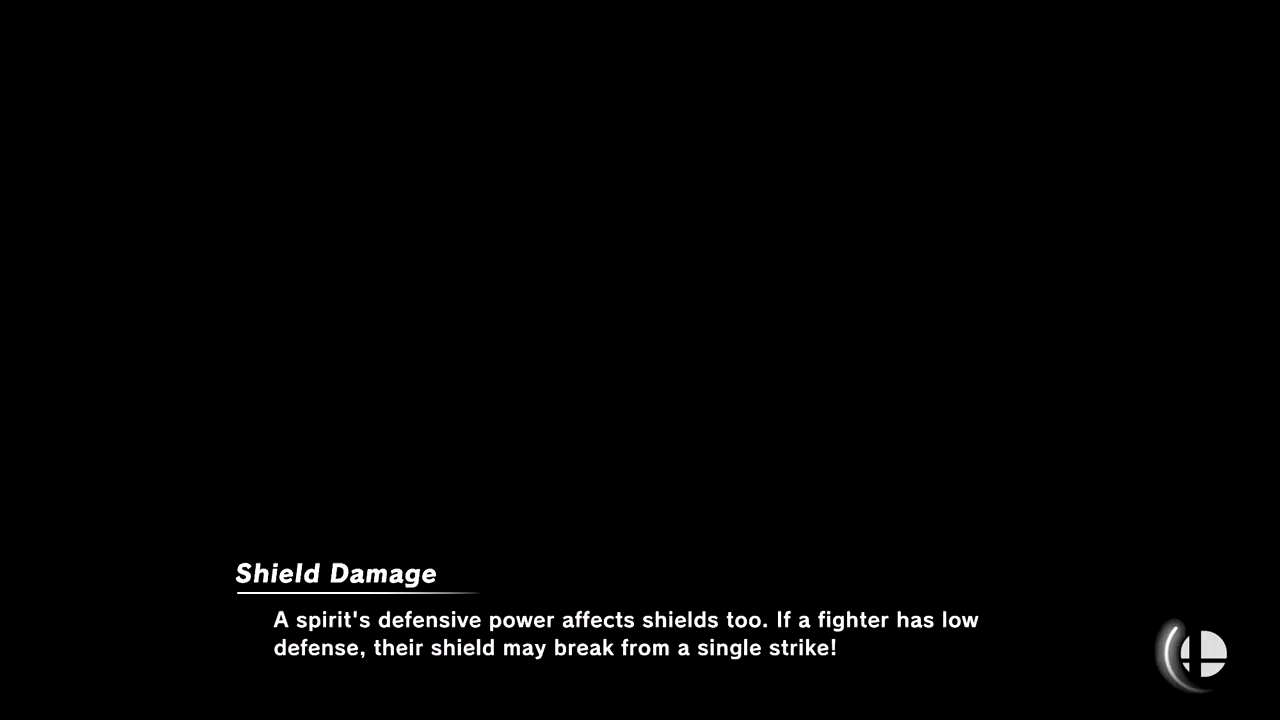 Shield Damage
A spirit's defensive power affects shields too. If a fighter has low
defense, their shield may break from a single strike!